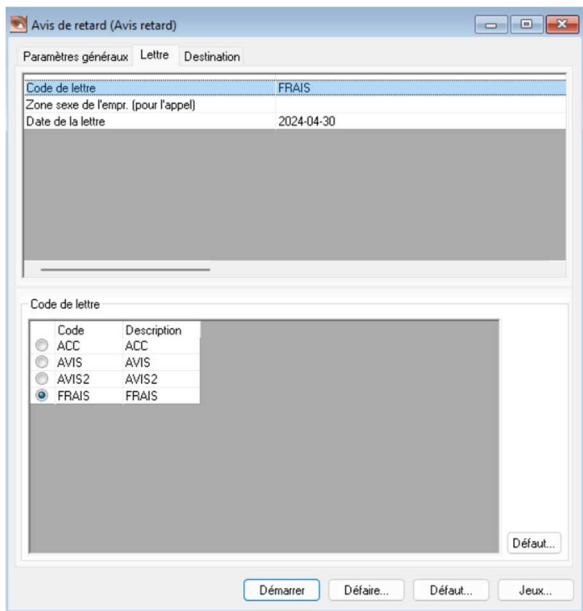 Avis de retard (Avis retard)
Paramètres généraux Lettre Destination
Code de lettre FRAIS
Zone sexe de l'empr. (pour l'appel)
Date de la lettre 2024-04-30
Code de lettre
Code Description
ACC ACC
AVIS AVIS
AVIS2 AVIS2
FRAIS FRAIS
Défaut...
Démarrer Défaire... Défaut... Jeux...